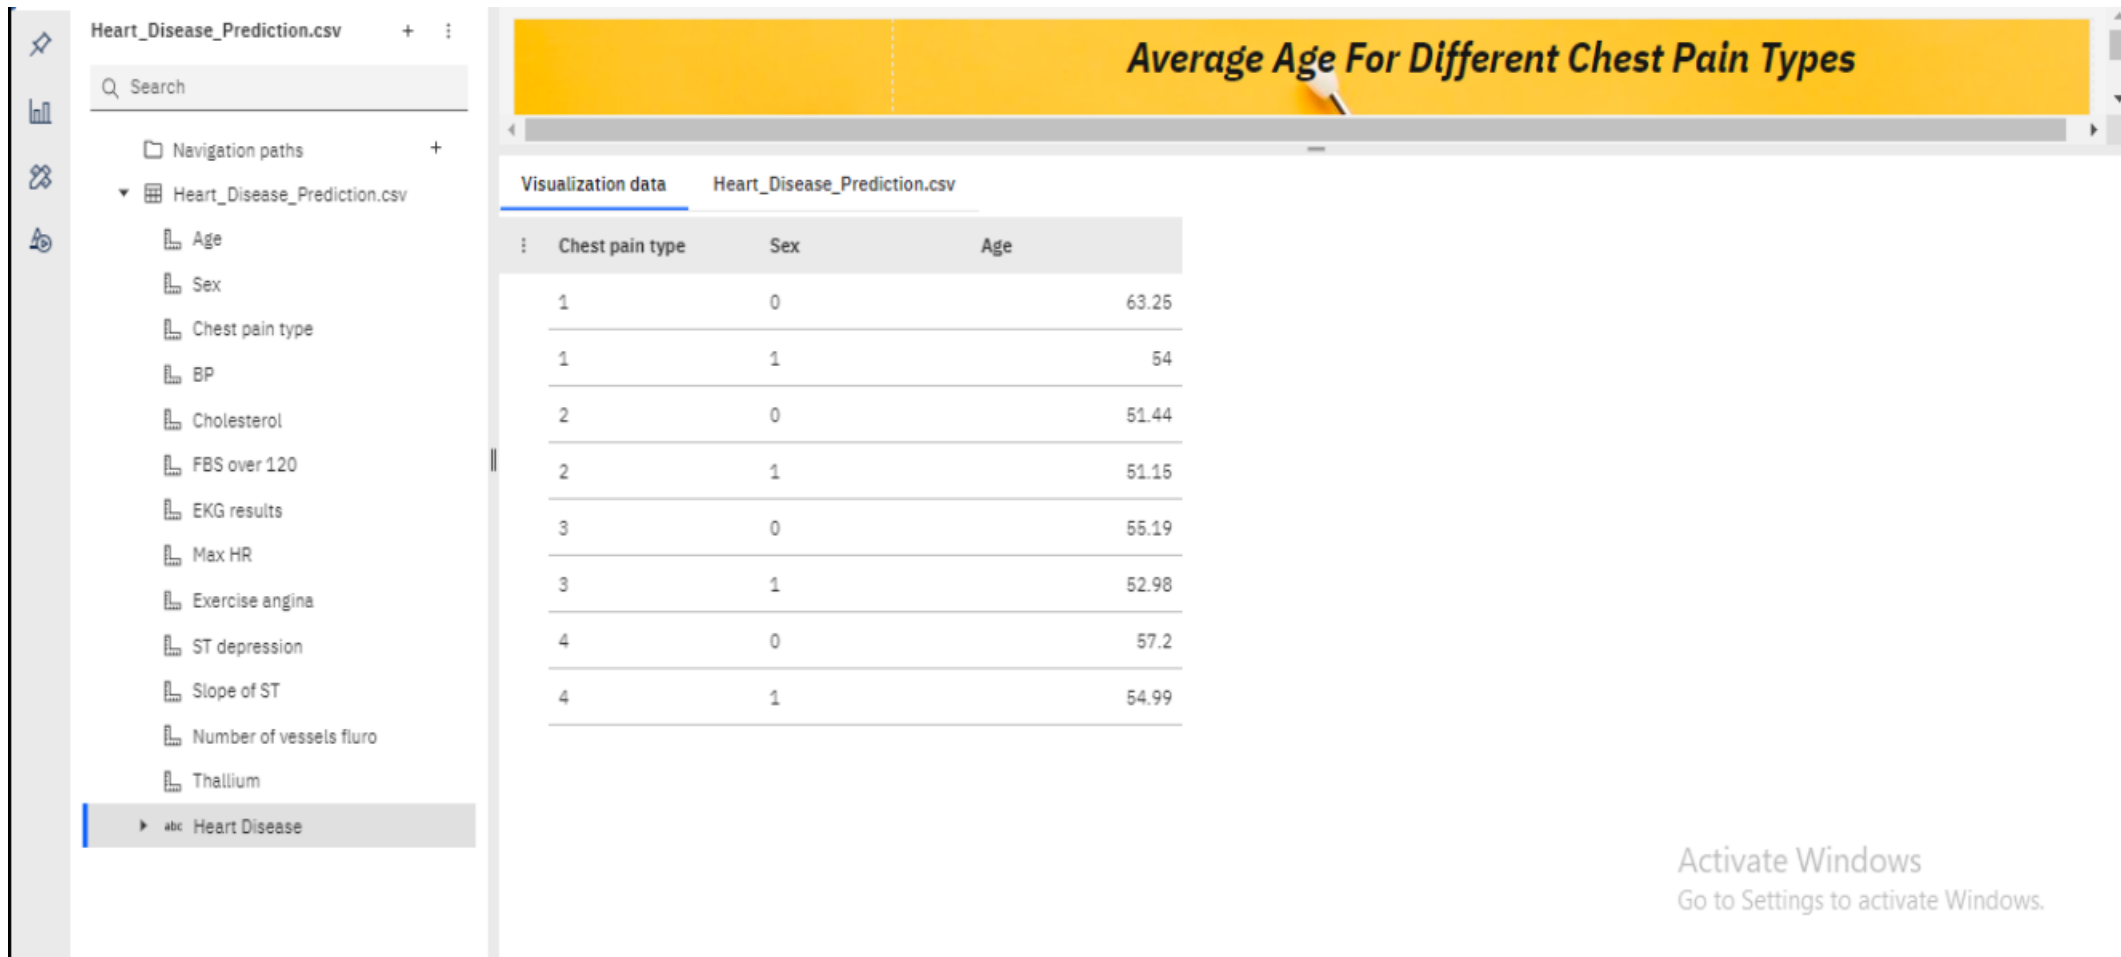 Heart_Disease_Prediction.csv
Search
Navigation paths
Heart_Disease_Prediction.csv
Age
Sex
Chest pain type
BP
Cholesterol
FBS over 120
EKG results
Max HR
Exercise angina
ST depression
Slope of ST
Number of vessels fluro
Thallium
abc Heart Disease
Average Age For Different Chest Pain Types
Visualization data Heart_Disease_Prediction.csv
Chest pain type Sex Age
1 0 63.25
1 1 54
2 0 51.44
2 1 51.15
3 0 55.19
3 1 52.98
4 0 57.2
4 1 54.99
Activate Windows
Go to Settings to activate Windows.